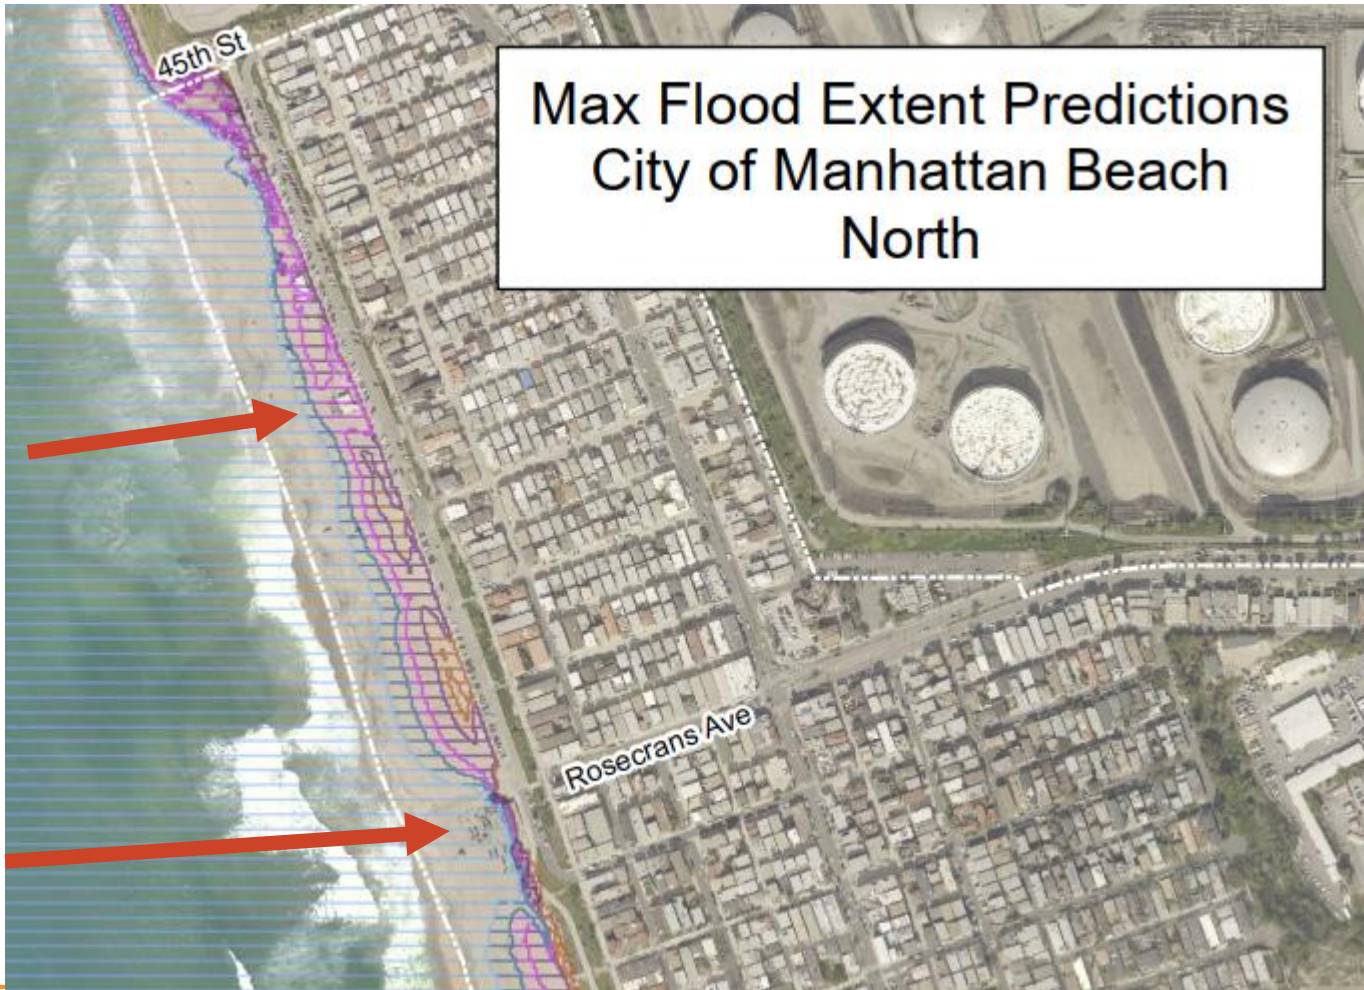 45th St
Max Flood Extent Predictions
City of Manhattan Beach
North
Rosecrans Ave